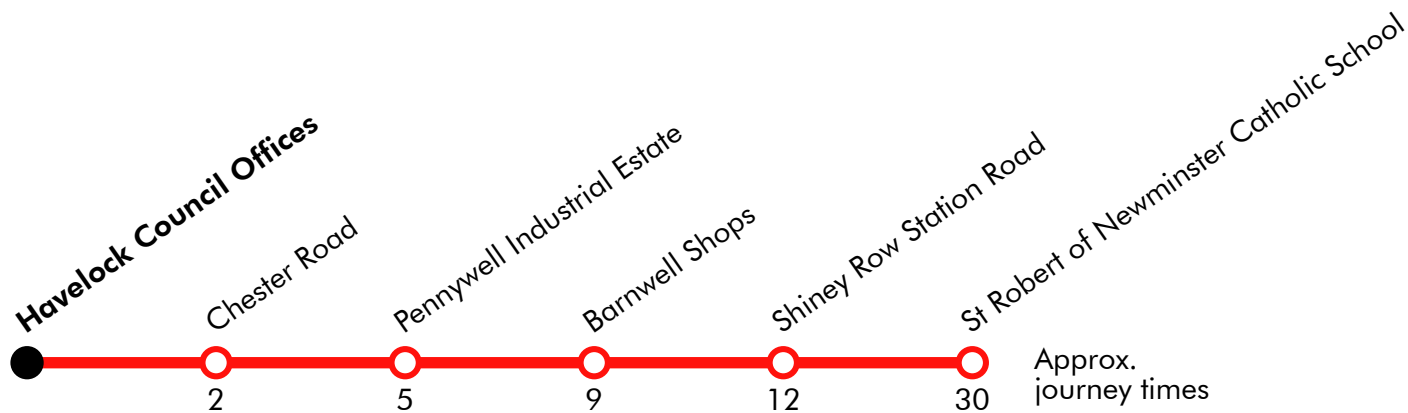 Havelock Council Offices
Chester Road
Pennywell Industrial Estate
Barnwell Shops
Shiney Row Station Road
St Robert of Newminster Catholic School
2
5
9
12
30
Approx.
journey times